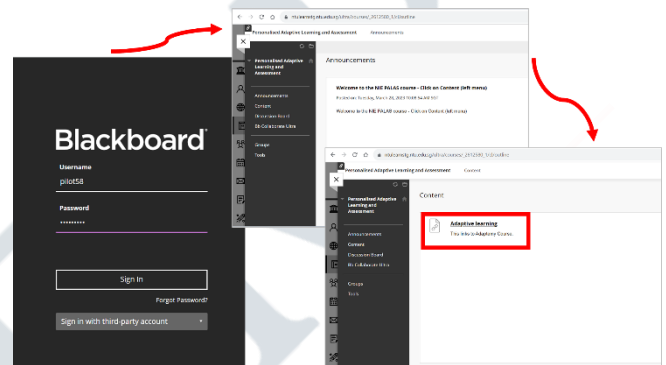 Blackboard
Username
pilot58
Password
Sign In
Forgot Password?
Sign in with third-party account
Personalised Adaptive Learning and Assessment
Announcements
Personalised Adaptive
Learning and
Assessment
Announcements
Content
Discussion Board
Bb Collaborate Ultra
Groups
Tools
Announcements
Welcome to the NIE PALAS course - Click on Content (left menu)
Welcome to the NIE PALAS course - Click on Content (left menu)
Personalised Adaptive Learning and Assessment
Content
Personalised Adaptive
Learning and
Assessment
Announcements
Content
Discussion Board
Bb Collaborate Ultra
Groups
Tools
Content
Adaptive learning
This links to Adaptemy Course.